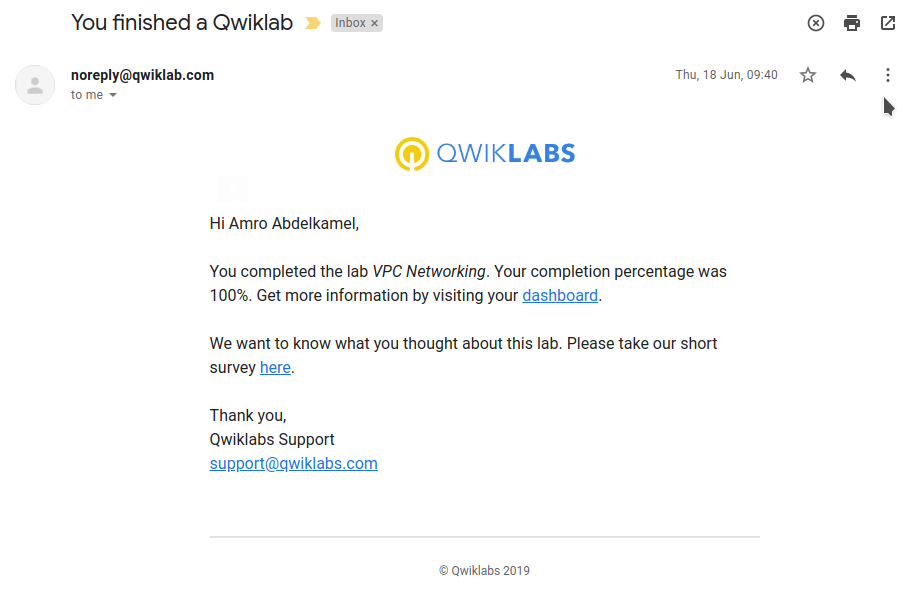 You finished a Qwiklab
Inbox ×
noreply@qwiklab.com
Thu, 18 Jun, 09:40
to me
QWIKLABS
Hi Amro Abdelkamel,
You completed the lab VPC Networking. Your completion percentage was
100%. Get more information by visiting your dashboard.
We want to know what you thought about this lab. Please take our short
survey here.
Thank you,
Qwiklabs Support
support@qwiklabs.com
© Qwiklabs 2019